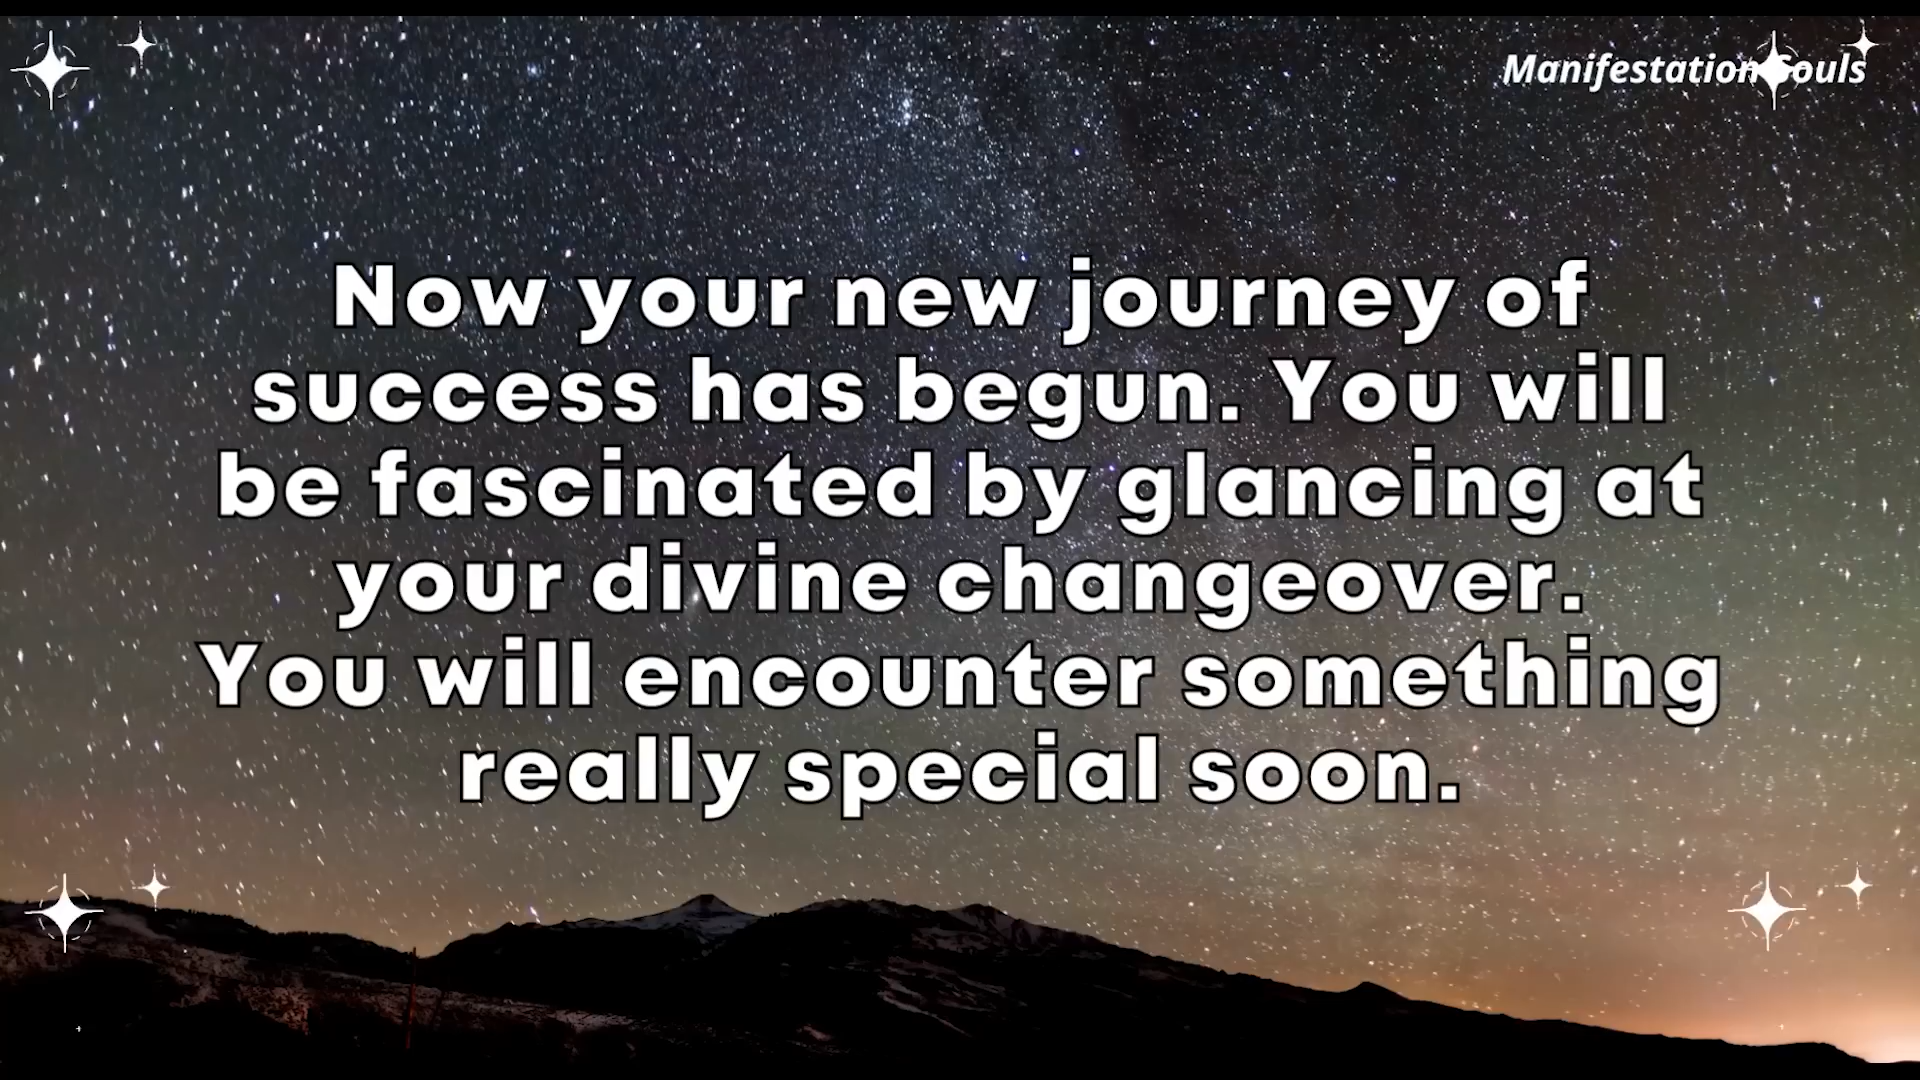 Manifestation Souls
Now your new journey of
success has begun. You will
be fascinated by glancing at
your divine changeover.
You will encounter something
really special soon.